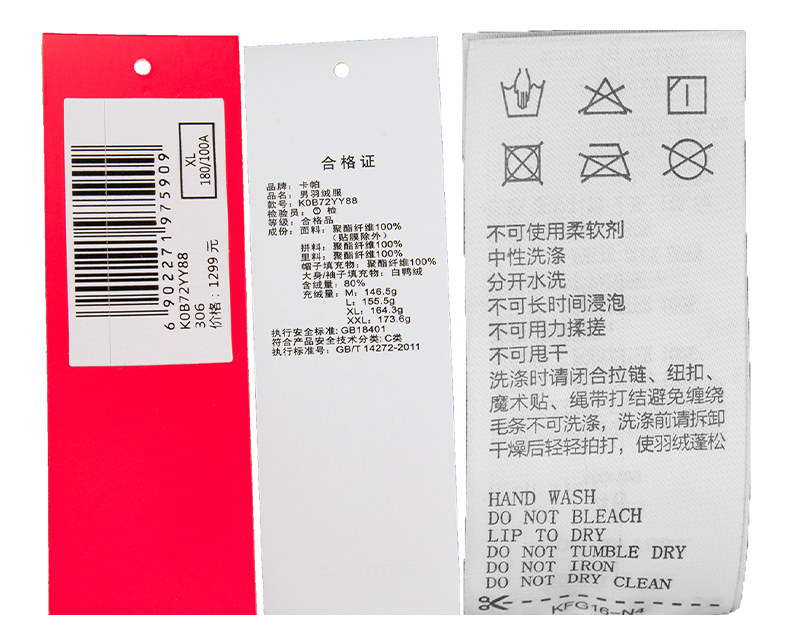 XL
180/100A
6 902271 975909
K0B72YY88
306
价格：1299 元
合格证
品牌： 卡帕
品名： 男羽绒服
款号： K0B72YY88
检验员： ① 检
等级： 合格品
成份： 面料： 聚酯纤维100%
（贴膜除外）
拼料： 聚酯纤维100%
里料： 聚酯纤维100%
帽子填充物： 聚酯纤维100%
大身/袖子填充物： 白鸭绒
含绒量： 80%
充绒量： M： 146.5g
L： 155.5g
XL： 164.3g
XXL： 173.6g
执行安全标准: GB18401
符合产品安全技术分类: C类
执行标准号： GB/T 14272-2011
不可使用柔软剂
中性洗涤
分开水洗
不可长时间浸泡
不可用力揉搓
不可甩干
洗涤时请闭合拉链、纽扣、
魔术贴、绳带打结避免缠绕
毛条不可洗涤，洗涤前请拆卸
干燥后轻轻拍打，使羽绒蓬松
HAND WASH
DO NOT BLEACH
LIP TO DRY
DO NOT TUMBLE DRY
DO NOT IRON
DO NOT DRY CLEAN
KFG16-N4